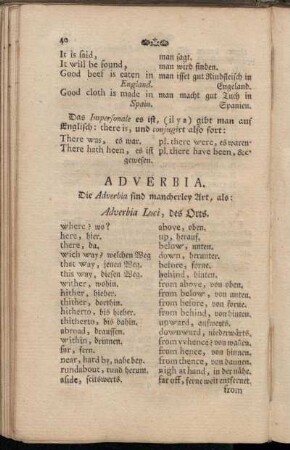 40
It is said, man sagt.
It will be found, man wird finden.
Good beef is eaten in England. man isset gut Rindfleisch in Engeland.
Good cloth is made in Spain. man macht gut Tuch in Spanien.
Das Impersonale es ist, (il y a) gibt man auf
Englisch: there is, und conjugirt also fort:
There was, es war. pl. there were, es waren
There hath been, es ist gewesen. pl. there have been, &c
ADVERBIA.
Die Adverbia sind mancherley Art, als:
Adverbia Loci, des Orts.
where? wo?
here, hier.
there, da.
wich way? welchen Weg
that way, jenen Weg.
this way, diesen Weg.
wither, wohin.
hither, hieher.
thither, dorthin.
hitherto, bis hieher.
thitherto, bis dahin.
abroad, draussen.
within, drinnen.
far, fern.
near, hard by, nahe bey.
rundabout, rund herum.
aside, seitswerts.
above, oben.
up, herauf.
below, unten.
down, herunter.
before, ferne.
behind, hinten.
from above, von oben.
from below, von unten.
from before, von forne.
from behind, von hinten.
upward, aufwerts.
downward, niederwärts.
from whence? von wannen.
from hence, von hinnen.
from thence, von dannen.
nigh at hand, in der nähe.
far off, ferne weit entfernet.
from